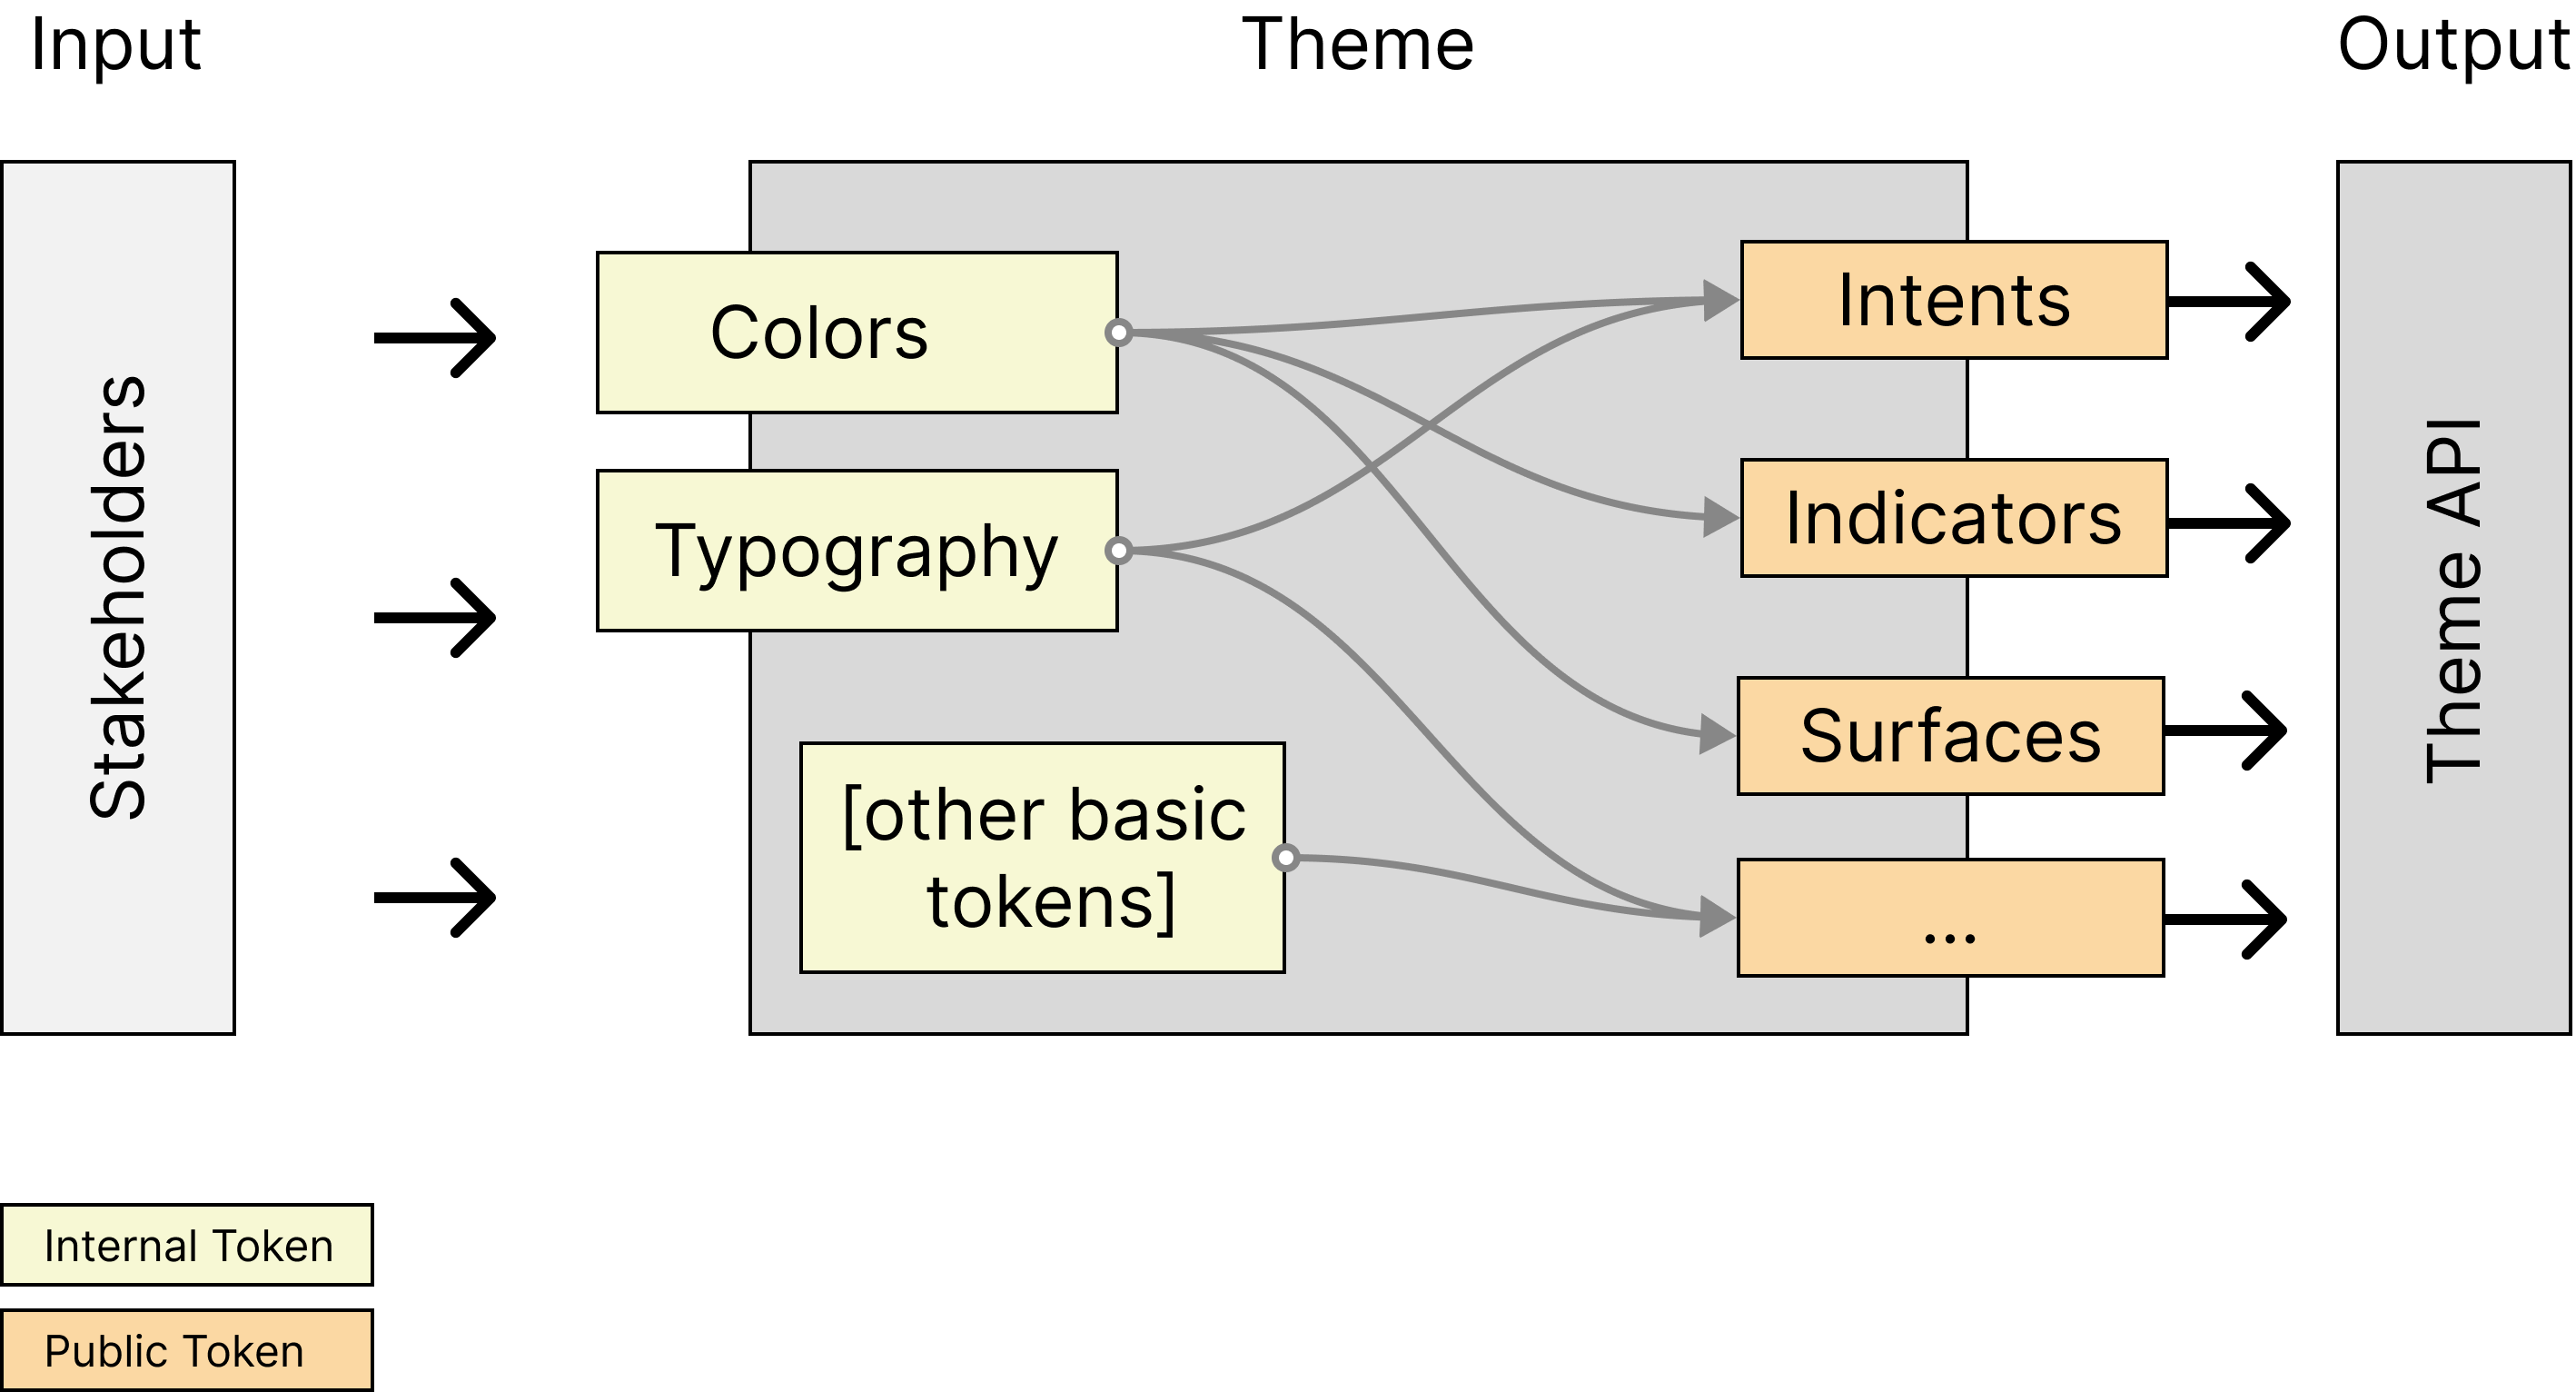 Input
Theme
Output
Stakeholders
Colors
Typography
[other basic
tokens]
Intents
Indicators
Surfaces
...
Theme API
Internal Token
Public Token